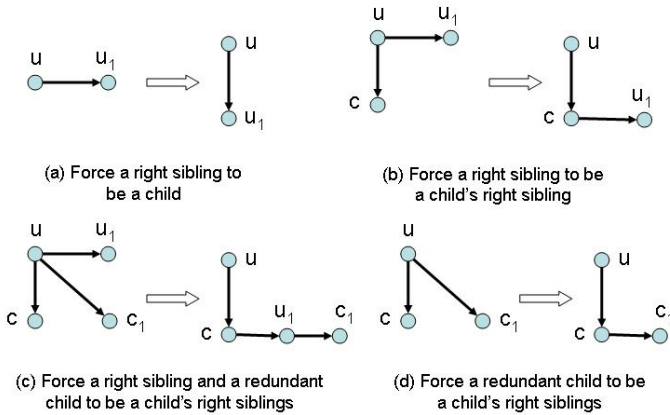 u u₁
u
u₁
(a) Force a right sibling to
be a child
u u₁
c
u
u₁
c
(b) Force a right sibling to be
a child's right sibling
u u₁
c c₁
u
u₁ c₁
c
(c) Force a right sibling and a redundant
child to be a child's right siblings
u
c c₁
u
c c₁
(d) Force a redundant child to be
a child's right siblings